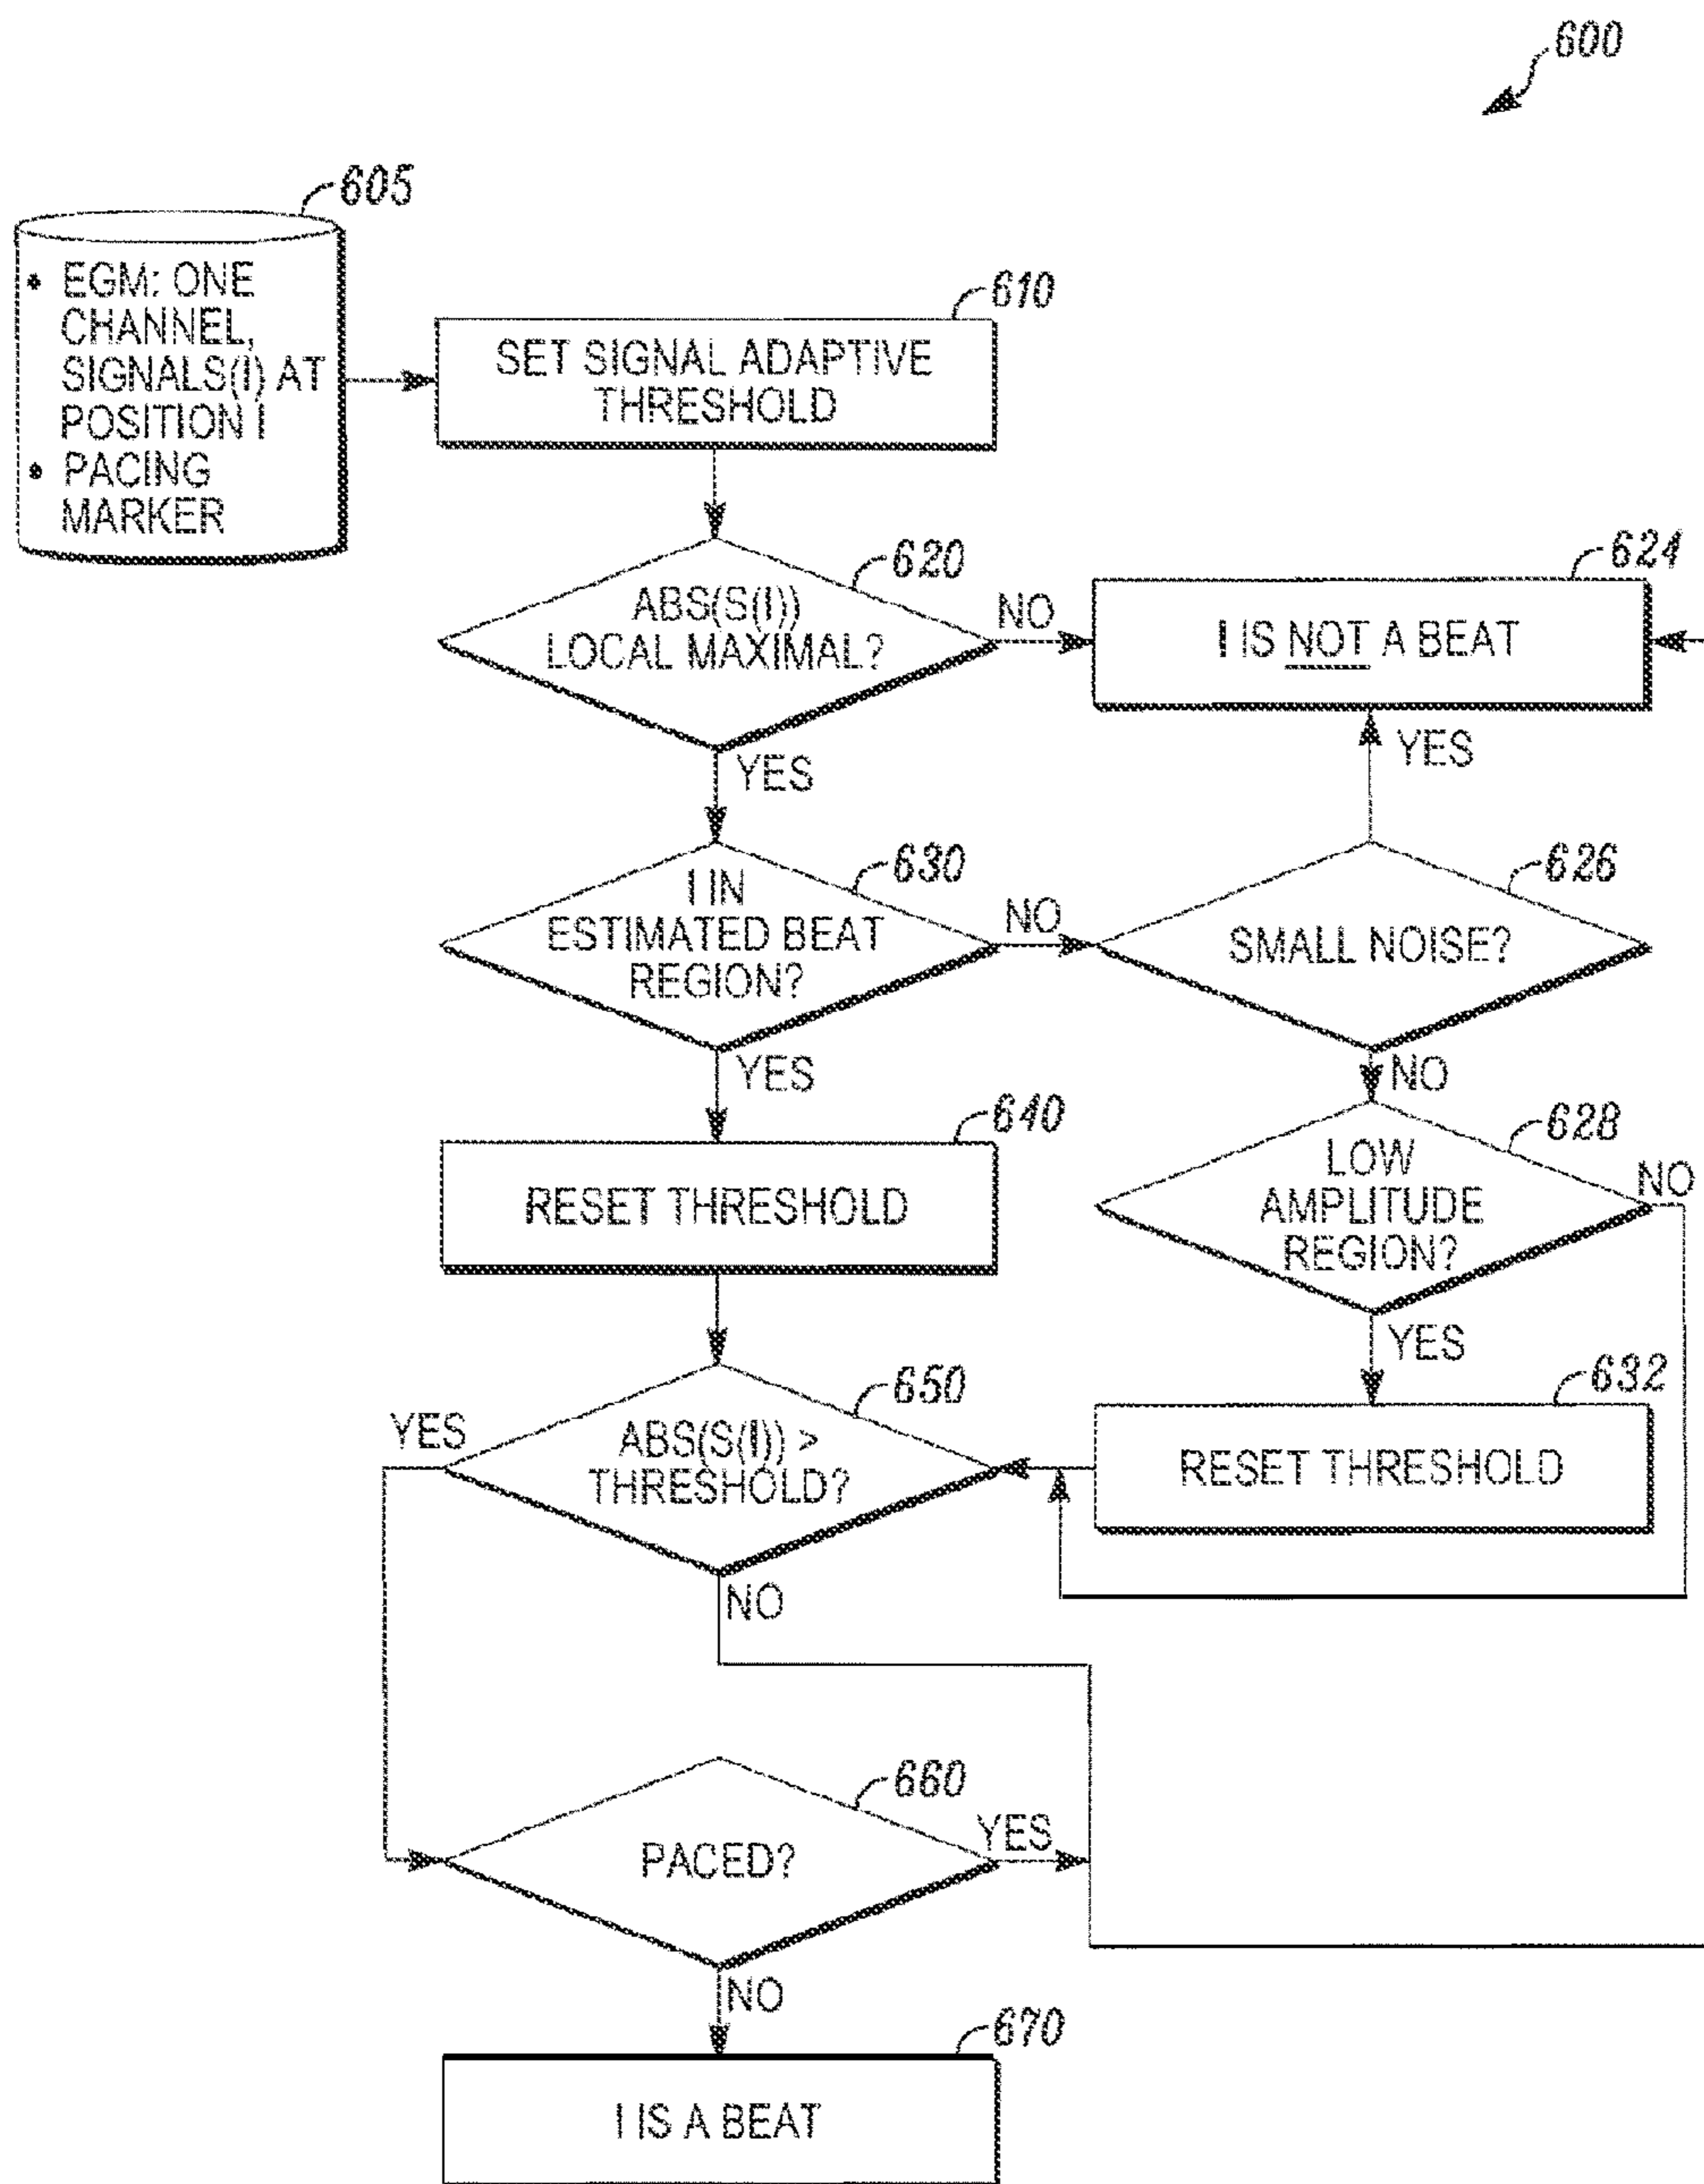 600
605
• EGM: ONE
CHANNEL,
SIGNALS(I) AT
POSITION I
• PACING
MARKER
610
SET SIGNAL ADAPTIVE
THRESHOLD
620
ABS(S(I))
LOCAL MAXIMAL?
NO
YES
624
I IS NOT A BEAT
YES
630
I IN
ESTIMATED BEAT
REGION?
NO
YES
626
SMALL NOISE?
NO
640
RESET THRESHOLD
628
LOW
AMPLITUDE
REGION?
NO
YES
632
RESET THRESHOLD
650
ABS(S(I)) >
THRESHOLD?
YES
NO
660
PACED?
YES
NO
670
I IS A BEAT